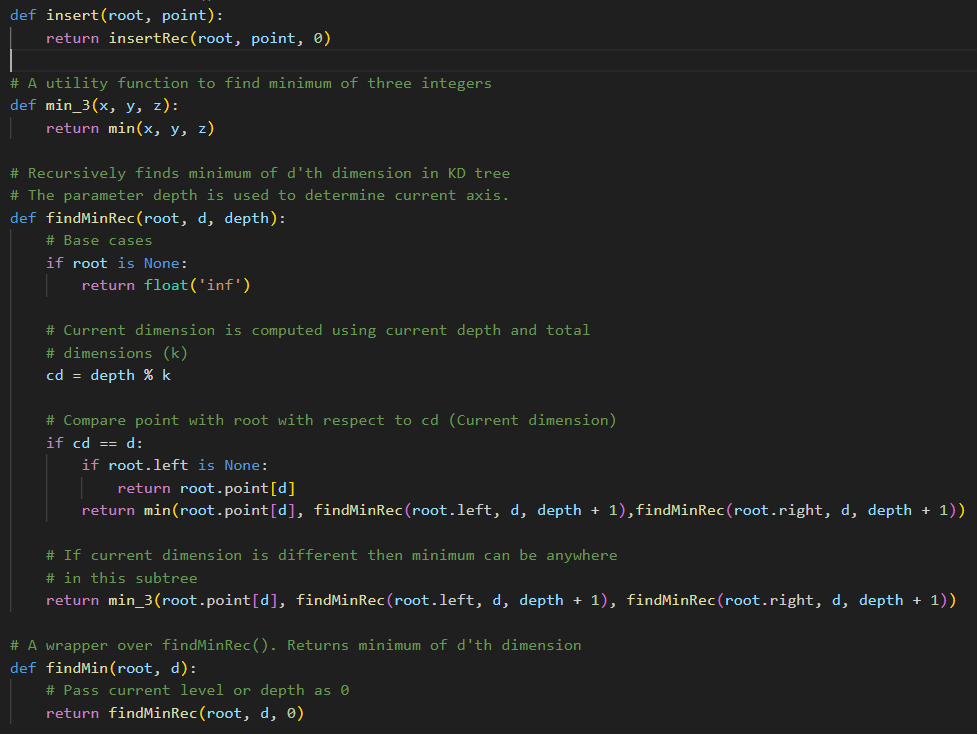 def insert(root, point):
    return insertRec(root, point, 0)

# A utility function to find minimum of three integers
def min_3(x, y, z):
    return min(x, y, z)

# Recursively finds minimum of d'th dimension in KD tree
# The parameter depth is used to determine current axis.
def findMinRec(root, d, depth):
    # Base cases
    if root is None:
        return float('inf')

    # Current dimension is computed using current depth and total
    # dimensions (k)
    cd = depth % k

    # Compare point with root with respect to cd (Current dimension)
    if cd == d:
        if root.left is None:
            return root.point[d]
        return min(root.point[d], findMinRec(root.left, d, depth + 1),findMinRec(root.right, d, depth + 1))

    # If current dimension is different then minimum can be anywhere
    # in this subtree
    return min_3(root.point[d], findMinRec(root.left, d, depth + 1), findMinRec(root.right, d, depth + 1))

# A wrapper over findMinRec(). Returns minimum of d'th dimension
def findMin(root, d):
    # Pass current level or depth as 0
    return findMinRec(root, d, 0)